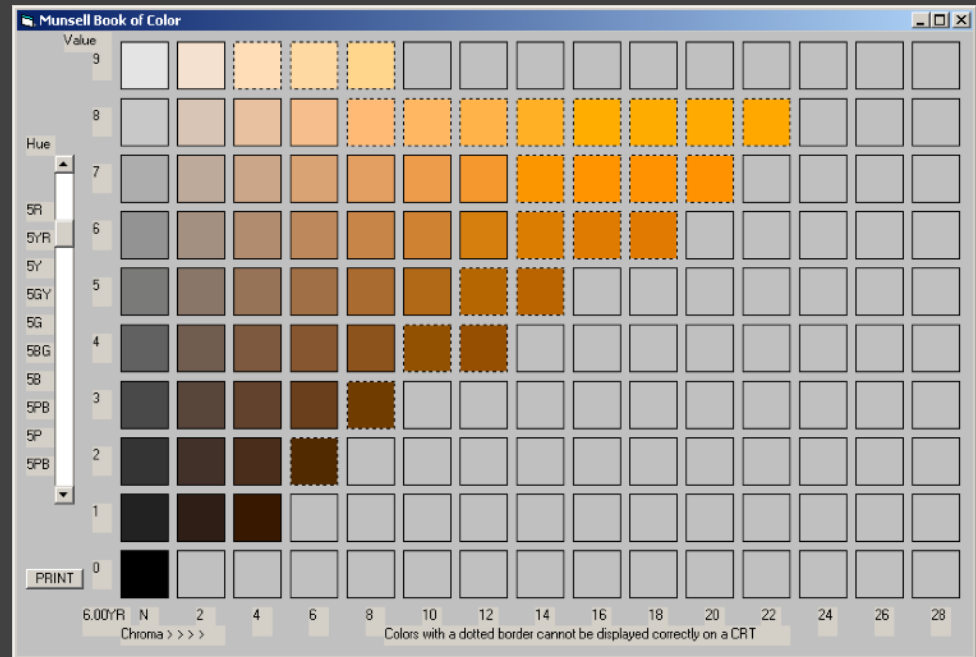 Munsell Book of Color
Value
9
8
Hue
7
5R
5YR
6
5Y
5GY
5
5G
5BG
4
5B
5PB
3
5P
5PB
2
1
0
PRINT
6.00YR N 2 4 6 8 10 12 14 16 18 20 22 24 26 28
Chroma > > > > Colors with a dotted border cannot be displayed correctly on a CRT